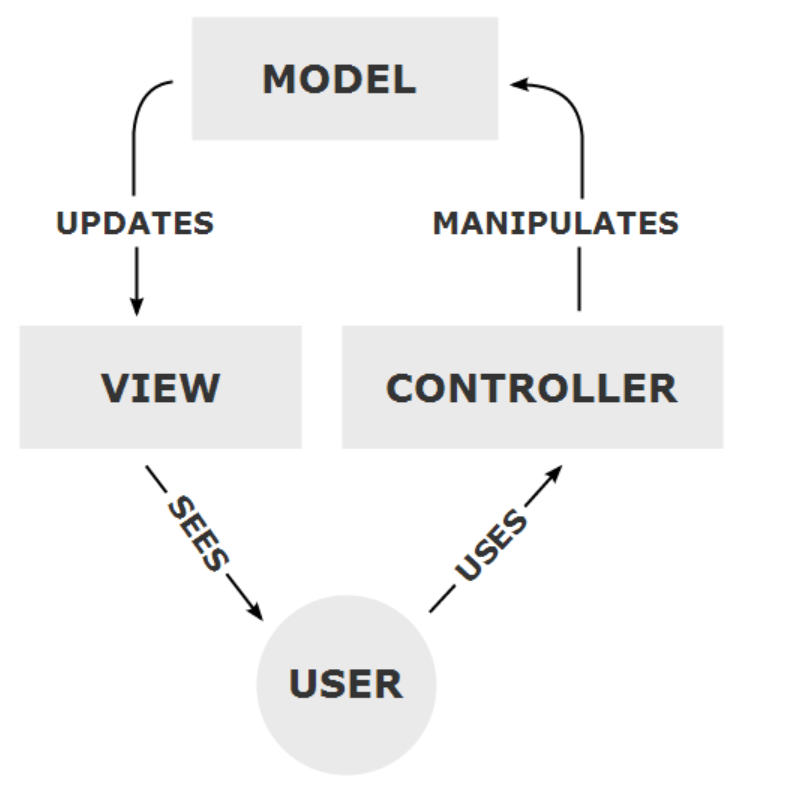 MODEL
UPDATES
MANIPULATES
VIEW
CONTROLLER
SEES
USES
USER